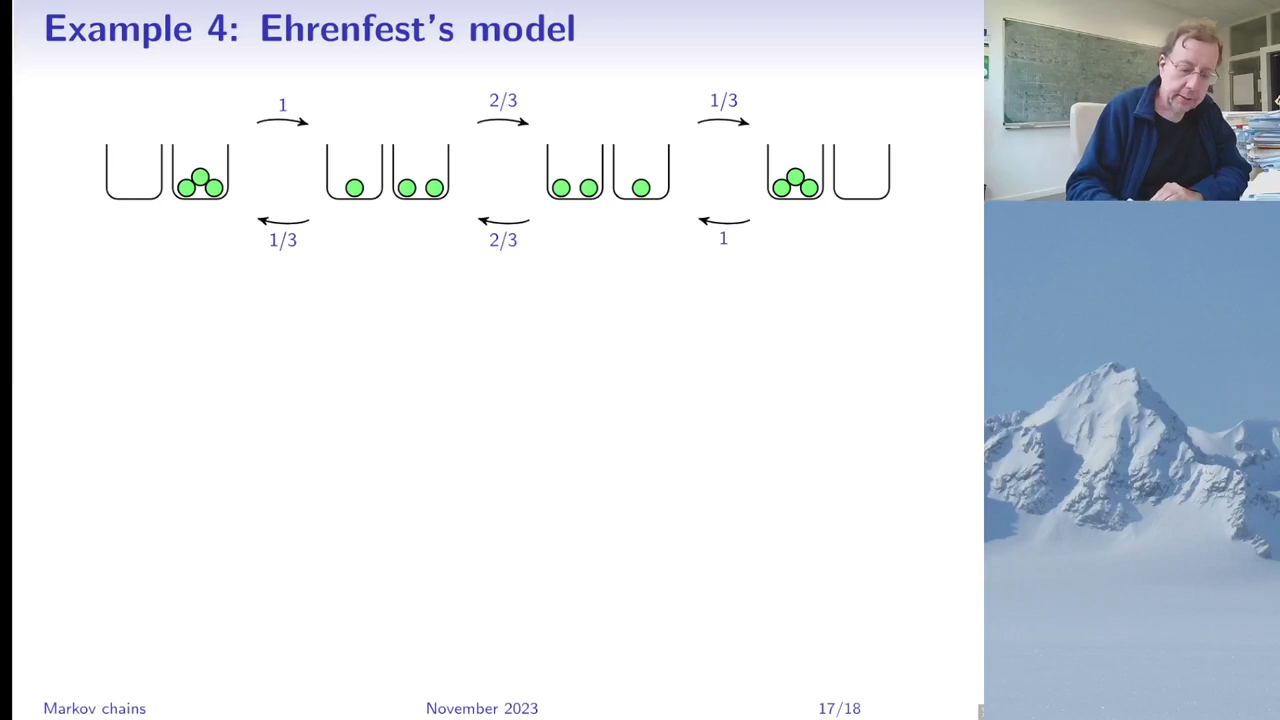 Example 4: Ehrenfest's model
1 2/3 1/3
1/3 2/3 1
Markov chains November 2023 17/18